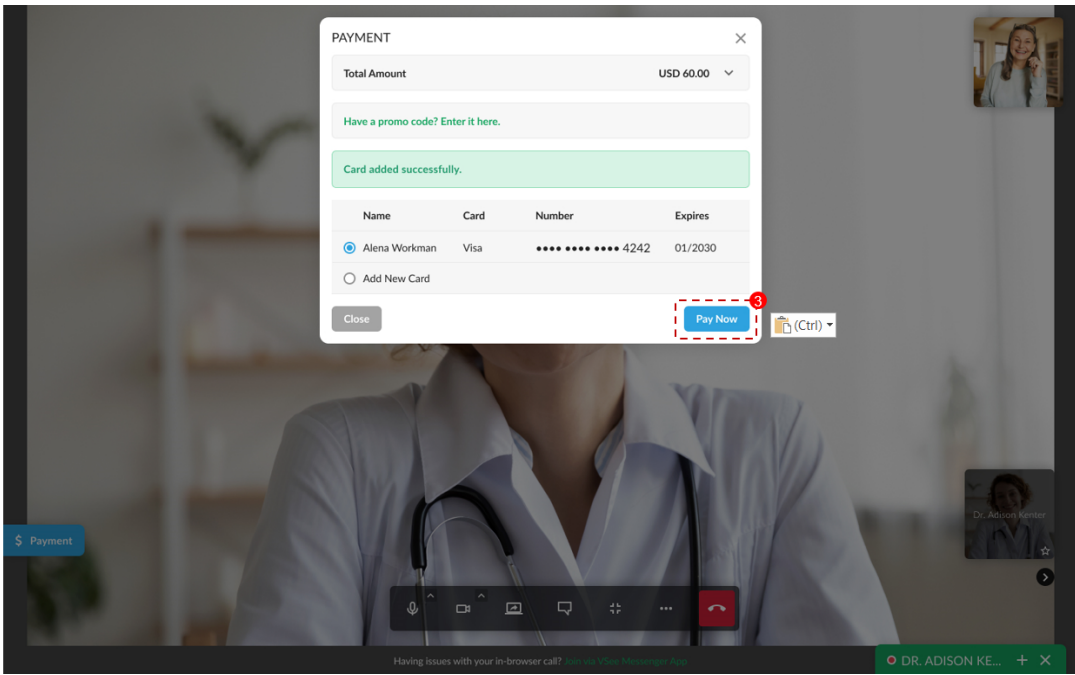 PAYMENT
Total Amount USD 60.00
Have a promo code? Enter it here.
Card added successfully.
Name Card Number Expires
Alena Workman Visa •••• •••• •••• 4242 01/2030
Add New Card
Close Pay Now
3
(Ctrl)
Dr. Adison Kenter
$ Payment
Having issues with your in-browser call? Join via VSee Messenger App
DR. ADISON KE...